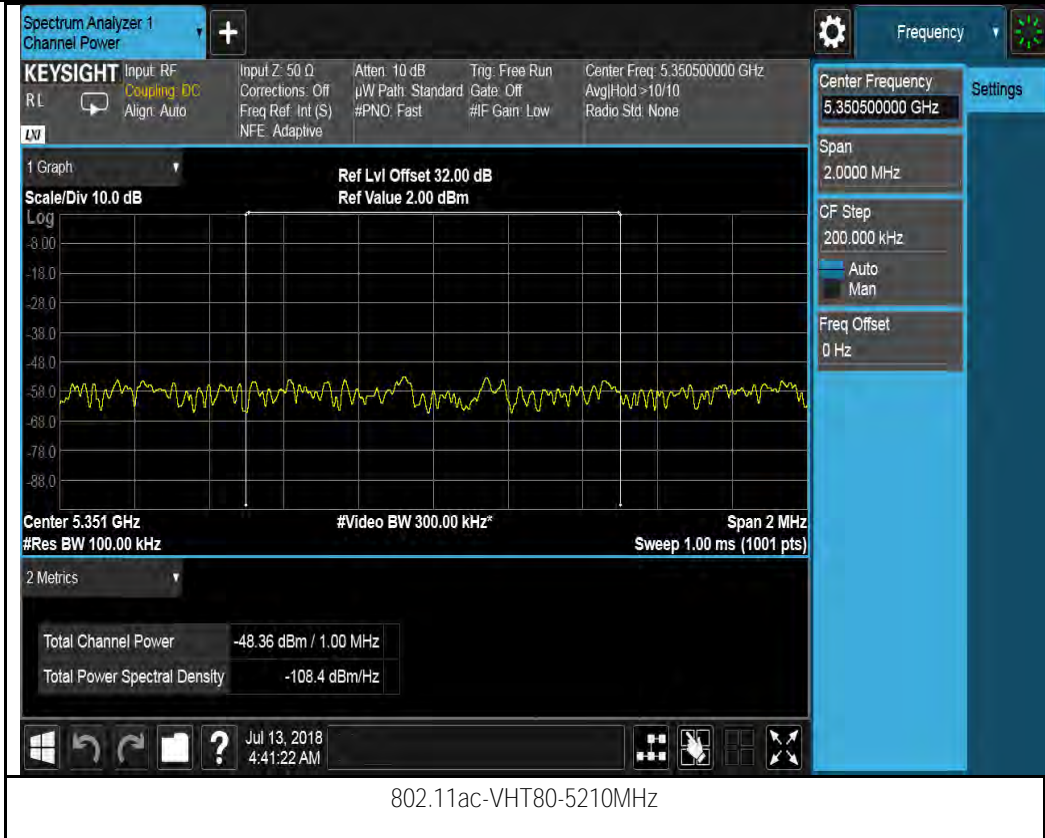 Spectrum Analyzer 1
Channel Power
+
Frequency
KEYSIGHT
RL
LXI
Input: RF
Coupling: DC
Align: Auto
Input Z: 50 Ω
Corrections: Off
Freq Ref: Int (S)
NFE: Adaptive
Atten: 10 dB
µW Path: Standard
#PNO: Fast
Trig: Free Run
Gate: Off
#IF Gain: Low
Center Freq: 5.350500000 GHz
Avg|Hold >10/10
Radio Std: None
Center Frequency
5.350500000 GHz
Settings
Span
2.0000 MHz
CF Step
200.000 kHz
Auto
Man
Freq Offset
0 Hz
1 Graph
Scale/Div 10.0 dB
Ref Lvl Offset 32.00 dB
Ref Value 2.00 dBm
Log
-8.00
-18.0
-28.0
-38.0
-48.0
-58.0
-68.0
-78.0
-88.0
Center 5.351 GHz
#Video BW 300.00 kHz*
Span 2 MHz
#Res BW 100.00 kHz
Sweep 1.00 ms (1001 pts)
2 Metrics
Total Channel Power -48.36 dBm / 1.00 MHz
Total Power Spectral Density -108.4 dBm/Hz
?
Jul 13, 2018
4:41:22 AM
802.11ac-VHT80-5210MHz